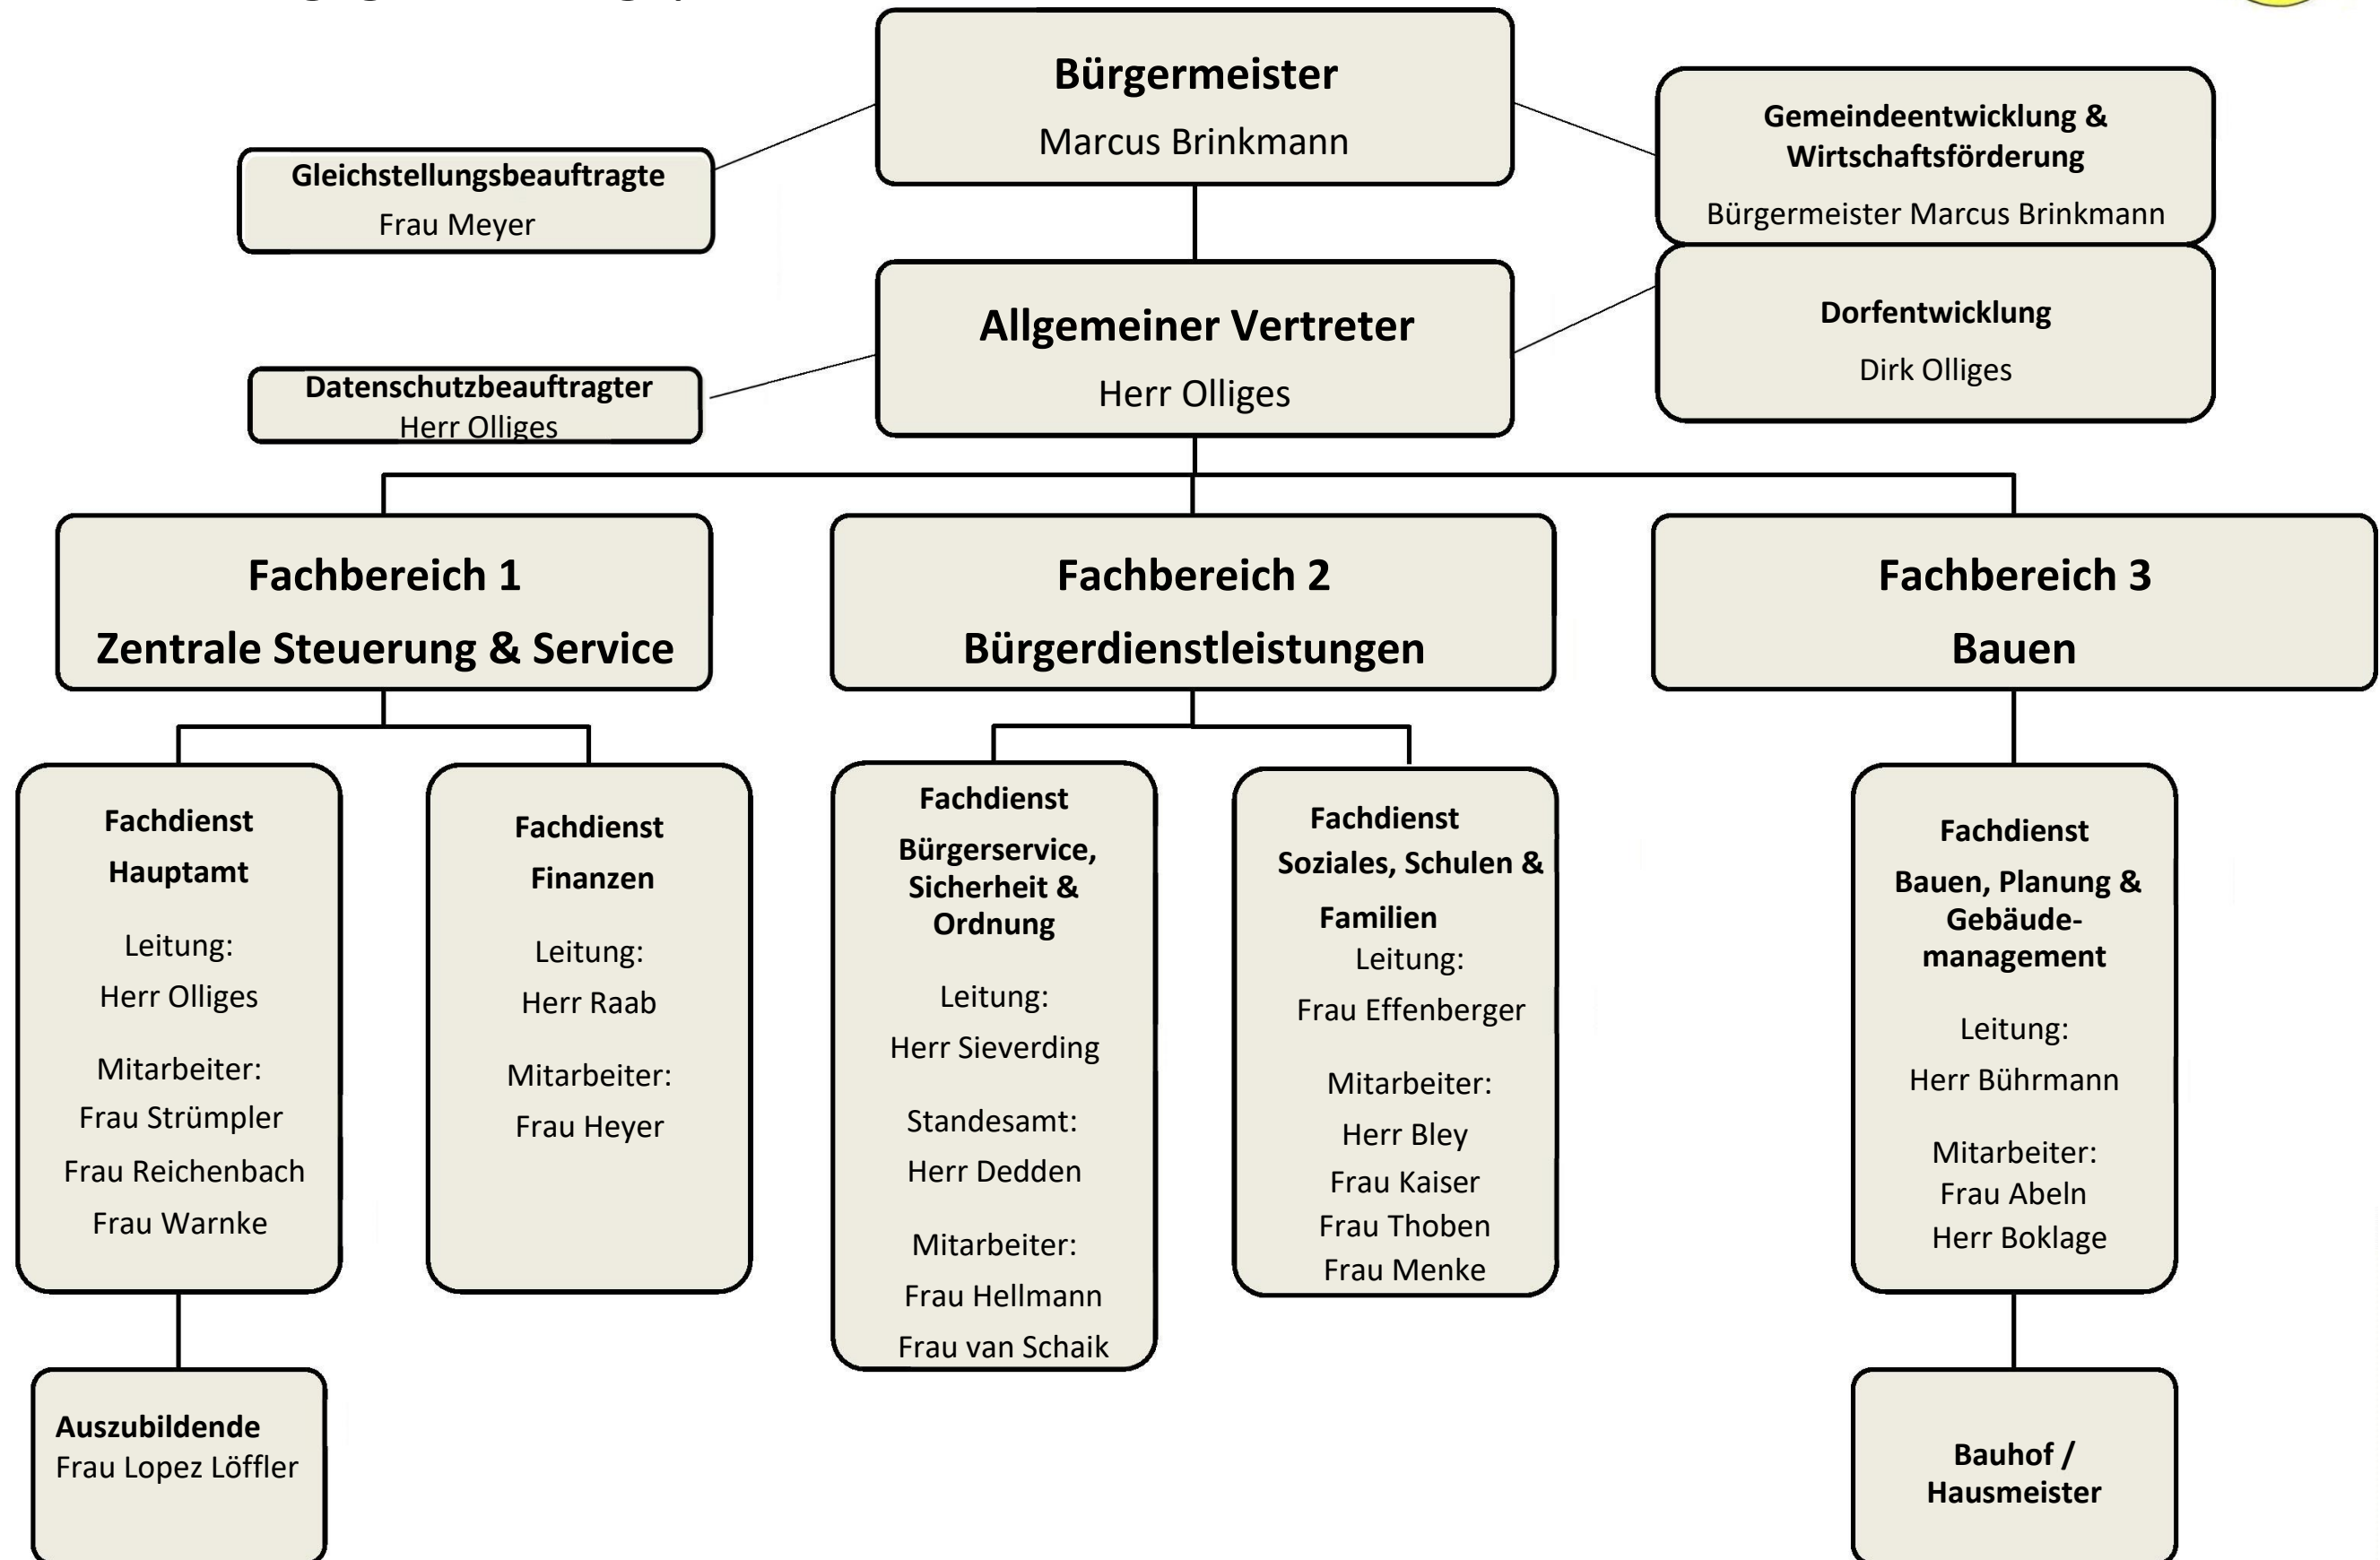 Bürgermeister
Marcus Brinkmann
Gemeindeentwicklung &
Wirtschaftsförderung
Bürgermeister Marcus Brinkmann
Gleichstellungsbeauftragte
Frau Meyer
Allgemeiner Vertreter
Herr Olliges
Dorfentwicklung
Dirk Olliges
Datenschutzbeauftragter
Herr Olliges
Fachbereich 1
Zentrale Steuerung & Service
Fachbereich 2
Bürgerdienstleistungen
Fachbereich 3
Bauen
Fachdienst
Hauptamt
Leitung:
Herr Olliges
Mitarbeiter:
Frau Strümpler
Frau Reichenbach
Frau Warnke
Fachdienst
Finanzen
Leitung:
Herr Raab
Mitarbeiter:
Frau Heyer
Fachdienst
Bürgerservice,
Sicherheit &
Ordnung
Leitung:
Herr Sieverding
Standesamt:
Herr Dedden
Mitarbeiter:
Frau Hellmann
Frau van Schaik
Fachdienst
Soziales, Schulen &
Familien
Leitung:
Frau Effenberger
Mitarbeiter:
Herr Bley
Frau Kaiser
Frau Thoben
Frau Menke
Fachdienst
Bauen, Planung &
Gebäude-
management
Leitung:
Herr Bührmann
Mitarbeiter:
Frau Abeln
Herr Boklage
Auszubildende
Frau Lopez Löffler
Bauhof /
Hausmeister